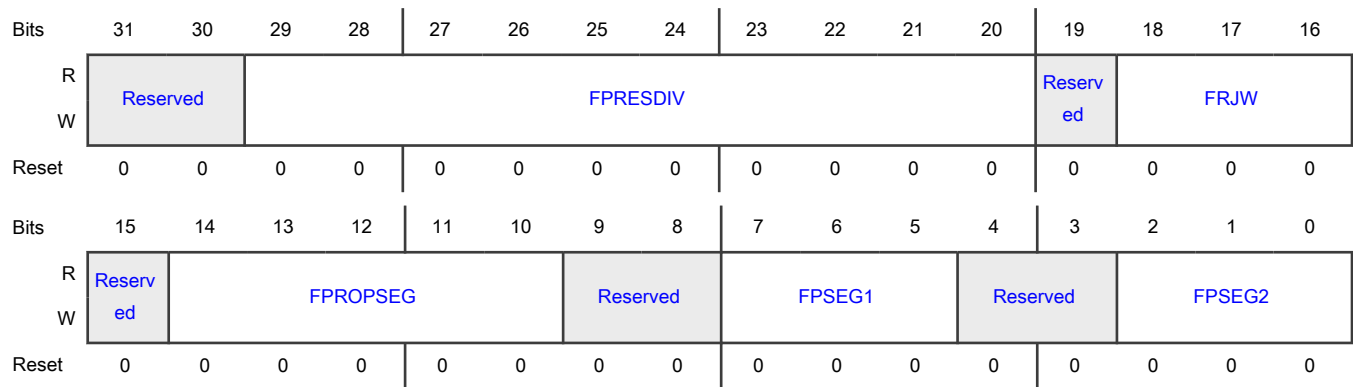 Bits 31 30 29 28 27 26 25 24 23 22 21 20 19 18 17 16
R
W
Reserved FPRESDIV Reserv
ed FRJW
Reset 0 0 0 0 0 0 0 0 0 0 0 0 0 0 0 0
Bits 15 14 13 12 11 10 9 8 7 6 5 4 3 2 1 0
R
W
Reserv
ed FPROPSEG Reserved FPSEG1 Reserved FPSEG2
Reset 0 0 0 0 0 0 0 0 0 0 0 0 0 0 0 0